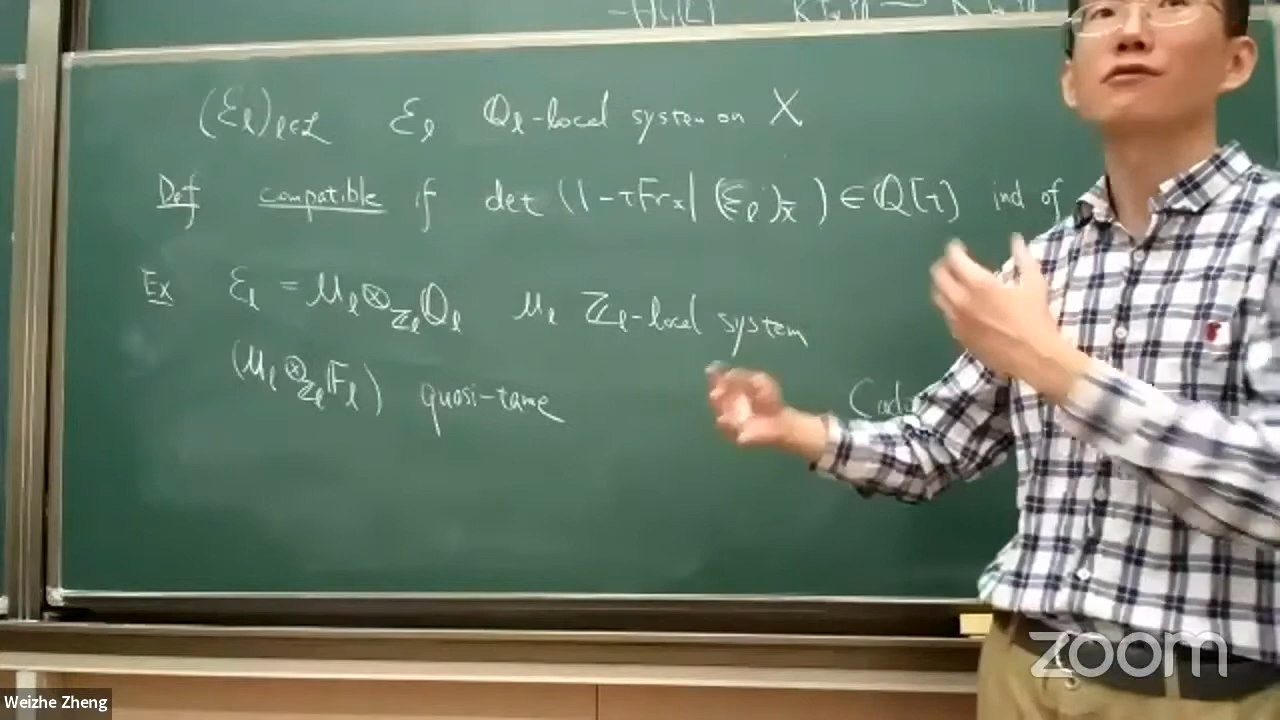 (ℰ_ℓ)_{ℓ∈ℒ} ℰ_ℓ ℚ_ℓ-local system on X
Def compatible if det (1-TFr_x | (ℰ_ℓ)_x̄ ) ∈ ℚ[T] ind of
Ex ℰ_ℓ = ℳ_ℓ ⊗_{ℤ_ℓ} ℚ_ℓ ℳ_ℓ ℤ_ℓ-local system
(ℳ_ℓ ⊗_{ℤ_ℓ} 𝔽_ℓ) quasi-tame
zoom
Weizhe Zheng